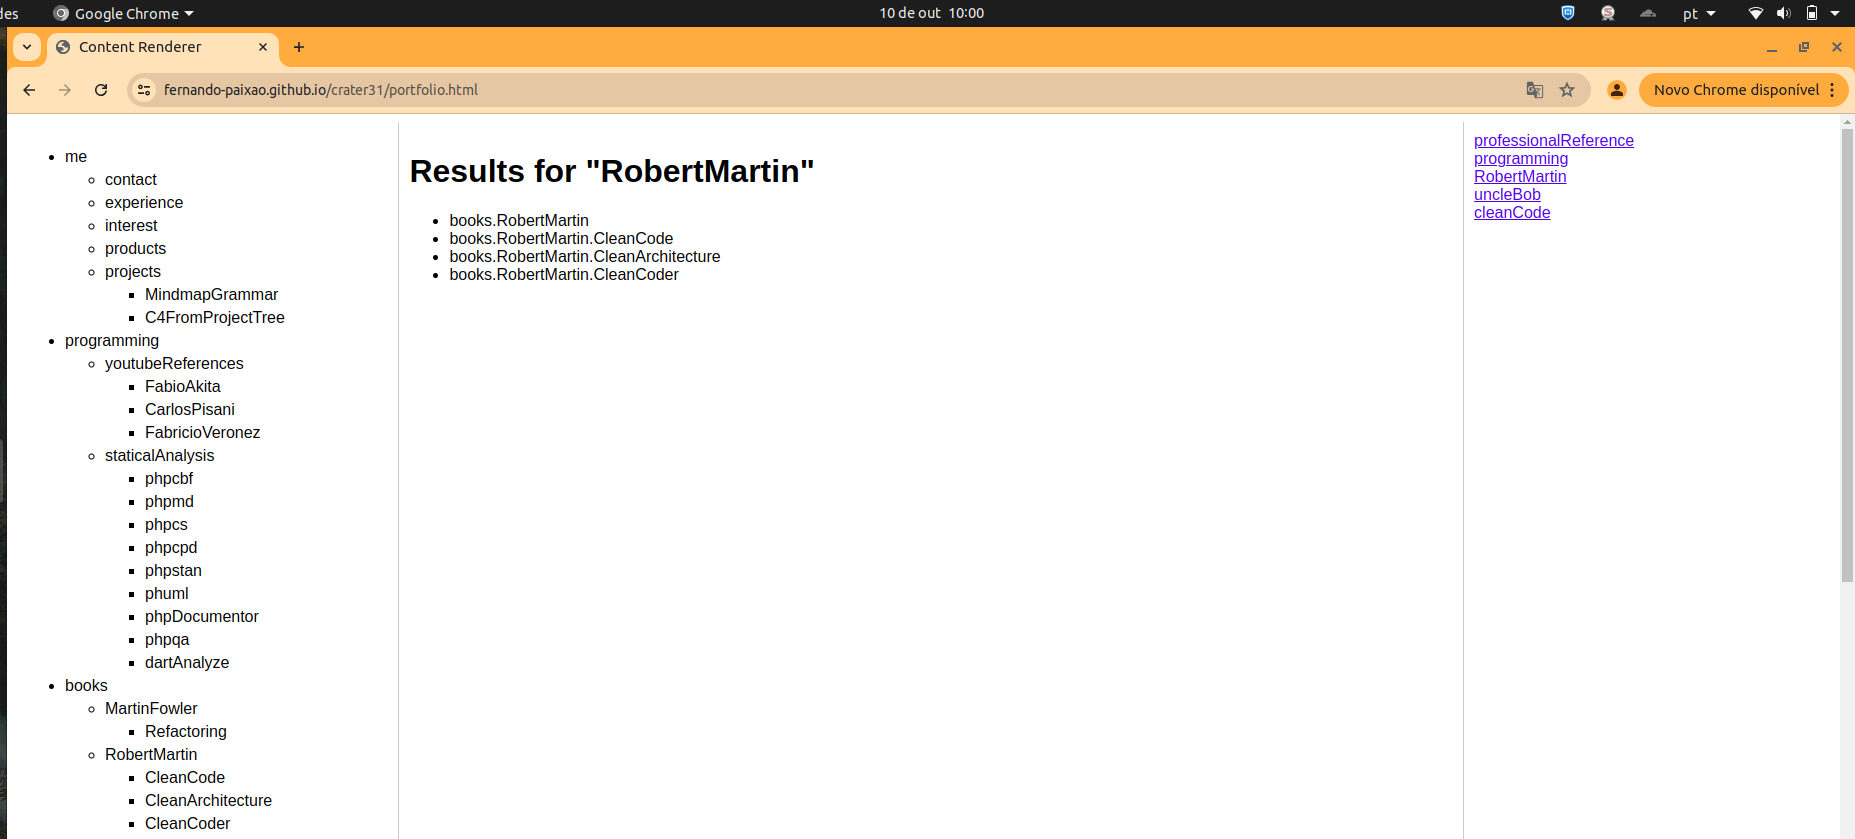 des Google Chrome 10 de out 10:00 pt
Content Renderer
fernando-paixao.github.io/crater31/portfolio.html Novo Chrome disponível
me
contact
experience
interest
products
projects
MindmapGrammar
C4FromProjectTree
programming
youtubeReferences
FabioAkita
CarlosPisani
FabricioVeronez
staticalAnalysis
phpcbf
phpmd
phpcs
phpcpd
phpstan
phuml
phpDocumentor
phpqa
dartAnalyze
books
MartinFowler
Refactoring
RobertMartin
CleanCode
CleanArchitecture
CleanCoder
Results for "RobertMartin"
books.RobertMartin
books.RobertMartin.CleanCode
books.RobertMartin.CleanArchitecture
books.RobertMartin.CleanCoder
professionalReference
programming
RobertMartin
uncleBob
cleanCode